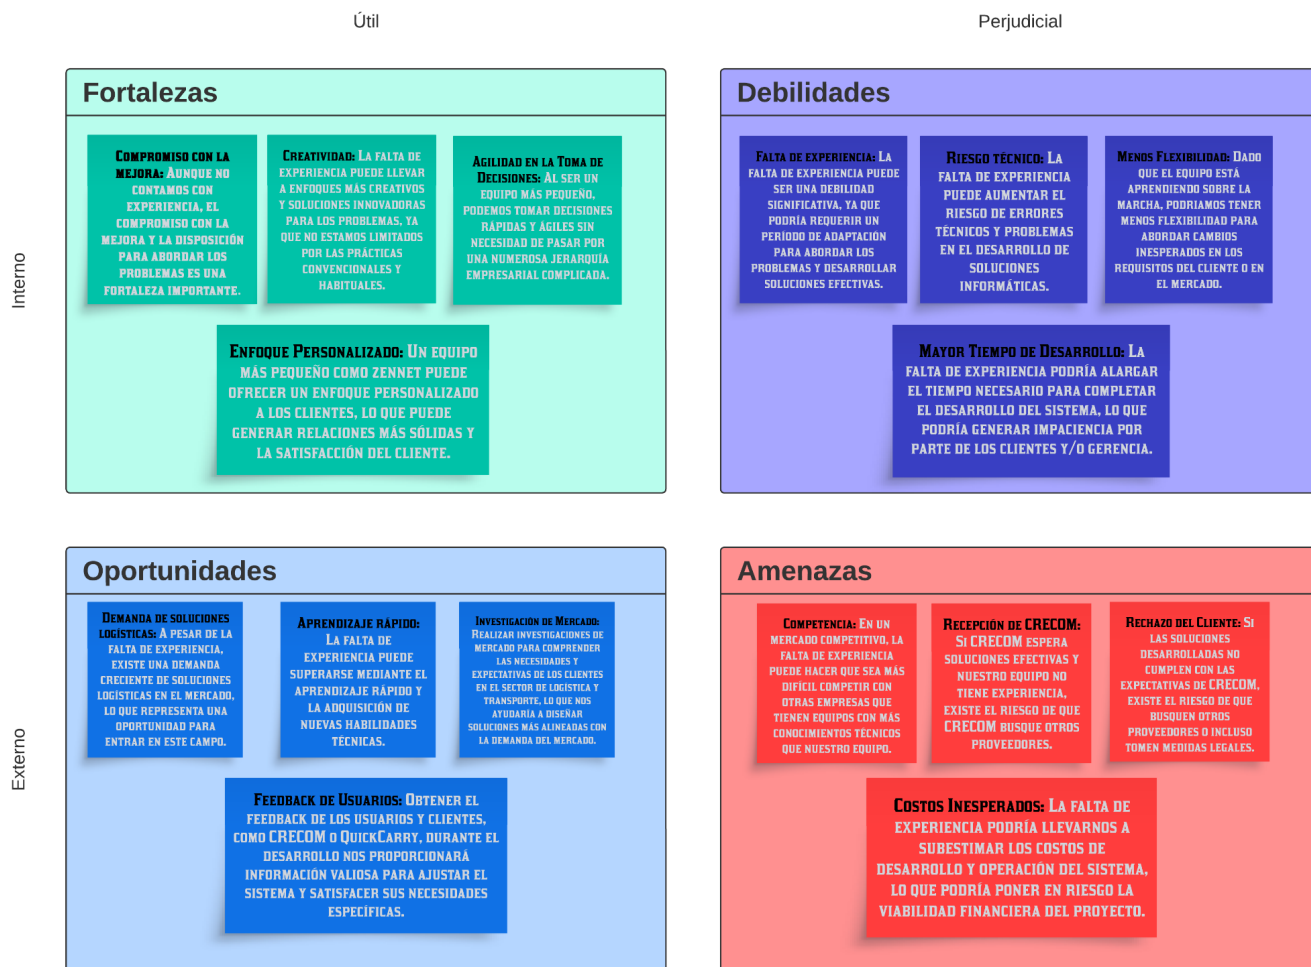 Útil
Perjudicial
Interno
Fortalezas
COMPROMISO CON LA
MEJORA: AUNQUE NO
CONTAMOS CON
EXPERIENCIA, EL
COMPROMISO CON LA
MEJORA Y LA DISPOSICIÓN
PARA ABORDAR LOS
PROBLEMAS ES UNA
FORTALEZA IMPORTANTE.
CREATIVIDAD: LA FALTA DE
EXPERIENCIA PUEDE LLEVAR
A ENFOQUES MÁS CREATIVOS
Y SOLUCIONES INNOVADORAS
PARA LOS PROBLEMAS, YA
QUE NO ESTAMOS LIMITADOS
POR LAS PRÁCTICAS
CONVENCIONALES Y
HABITUALES.
AGILIDAD EN LA TOMA DE
DECISIONES: AL SER UN
EQUIPO MÁS PEQUEÑO,
PODEMOS TOMAR DECISIONES
RÁPIDAS Y ÁGILES SIN
NECESIDAD DE PASAR POR
UNA NUMEROSA JERARQUÍA
EMPRESARIAL COMPLICADA.
ENFOQUE PERSONALIZADO: UN EQUIPO
MÁS PEQUEÑO COMO ZENNET PUEDE
OFRECER UN ENFOQUE PERSONALIZADO
A LOS CLIENTES, LO QUE PUEDE
GENERAR RELACIONES MÁS SÓLIDAS Y
LA SATISFACCIÓN DEL CLIENTE.
Debilidades
FALTA DE EXPERIENCIA: LA
FALTA DE EXPERIENCIA PUEDE
SER UNA DEBILIDAD
SIGNIFICATIVA, YA QUE
PODRÍA REQUERIR UN
PERÍODO DE ADAPTACIÓN
PARA ABORDAR LOS
PROBLEMAS Y DESARROLLAR
SOLUCIONES EFECTIVAS.
RIESGO TÉCNICO: LA
FALTA DE EXPERIENCIA
PUEDE AUMENTAR EL
RIESGO DE ERRORES
TÉCNICOS Y PROBLEMAS
EN EL DESARROLLO DE
SOLUCIONES
INFORMÁTICAS.
MENOS FLEXIBILIDAD: DADO
QUE EL EQUIPO ESTÁ
APRENDIENDO SOBRE LA
MARCHA, PODRIAMOS TENER
MENOS FLEXIBILIDAD PARA
ABORDAR CAMBIOS
INESPERADOS EN LOS
REQUISITOS DEL CLIENTE O EN
EL MERCADO.
MAYOR TIEMPO DE DESARROLLO: LA
FALTA DE EXPERIENCIA PODRÍA ALARGAR
EL TIEMPO NECESARIO PARA COMPLETAR
EL DESARROLLO DEL SISTEMA, LO QUE
PODRÍA GENERAR IMPACIENCIA POR
PARTE DE LOS CLIENTES Y/O GERENCIA.
Externo
Oportunidades
DEMANDA DE SOLUCIONES
LOGÍSTICAS: A PESAR DE LA
FALTA DE EXPERIENCIA,
EXISTE UNA DEMANDA
CRECIENTE DE SOLUCIONES
LOGÍSTICAS EN EL MERCADO,
LO QUE REPRESENTA UNA
OPORTUNIDAD PARA
ENTRAR EN ESTE CAMPO.
APRENDIZAJE RÁPIDO:
LA FALTA DE
EXPERIENCIA PUEDE
SUPERARSE MEDIANTE EL
APRENDIZAJE RÁPIDO Y
LA ADQUISICIÓN DE
NUEVAS HABILIDADES
TÉCNICAS.
INVESTIGACIÓN DE MERCADO:
REALIZAR INVESTIGACIONES DE
MERCADO PARA COMPRENDER
LAS NECESIDADES Y
EXPECTATIVAS DE LOS CLIENTES
EN EL SECTOR DE LOGÍSTICA Y
TRANSPORTE, LO QUE NOS
AYUDARÍA A DISEÑAR
SOLUCIONES MÁS ALINEADAS CON
LA DEMANDA DEL MERCADO.
FEEDBACK DE USUARIOS: OBTENER EL
FEEDBACK DE LOS USUARIOS Y CLIENTES,
COMO CRECOM O QUICKCARRY, DURANTE EL
DESARROLLO NOS PROPORCIONARÁ
INFORMACIÓN VALIOSA PARA AJUSTAR EL
SISTEMA Y SATISFACER SUS NECESIDADES
ESPECÍFICAS.
Amenazas
COMPETENCIA: EN UN
MERCADO COMPETITIVO, LA
FALTA DE EXPERIENCIA
PUEDE HACER QUE SEA MÁS
DIFÍCIL COMPETIR CON
OTRAS EMPRESAS QUE
TIENEN EQUIPOS CON MÁS
CONOCIMIENTOS TÉCNICOS
QUE NUESTRO EQUIPO.
RECEPCIÓN DE CRECOM:
SI CRECOM ESPERA
SOLUCIONES EFECTIVAS Y
NUESTRO EQUIPO NO
TIENE EXPERIENCIA,
EXISTE EL RIESGO DE QUE
CRECOM BUSQUE OTROS
PROVEEDORES.
RECHAZO DEL CLIENTE: SI
LAS SOLUCIONES
DESARROLLADAS NO
CUMPLEN CON LAS
EXPECTATIVAS DE CRECOM,
EXISTE EL RIESGO DE QUE
BUSQUEN OTROS
PROVEEDORES O INCLUSO
TOMEN MEDIDAS LEGALES.
COSTOS INESPERADOS: LA FALTA DE
EXPERIENCIA PODRÍA LLEVARNOS A
SUBESTIMAR LOS COSTOS DE
DESARROLLO Y OPERACIÓN DEL SISTEMA,
LO QUE PODRÍA PONER EN RIESGO LA
VIABILIDAD FINANCIERA DEL PROYECTO.